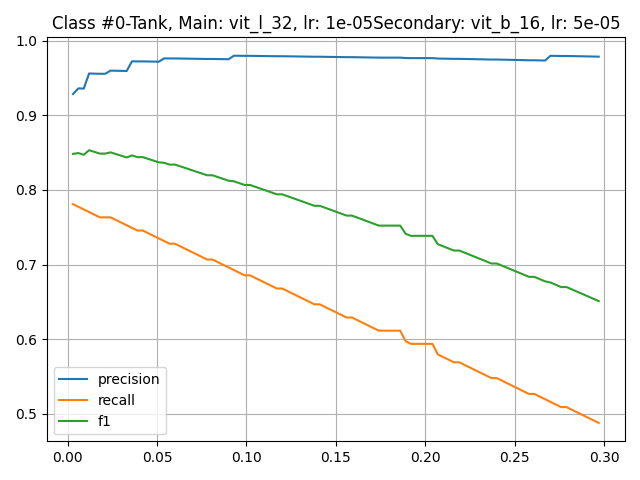 Class #0-Tank, Main: vit_l_32, lr: 1e-05Secondary: vit_b_16, lr: 5e-05
1.0
0.9
0.8
0.7
0.6
0.5
precision
recall
f1
0.00 0.05 0.10 0.15 0.20 0.25 0.30